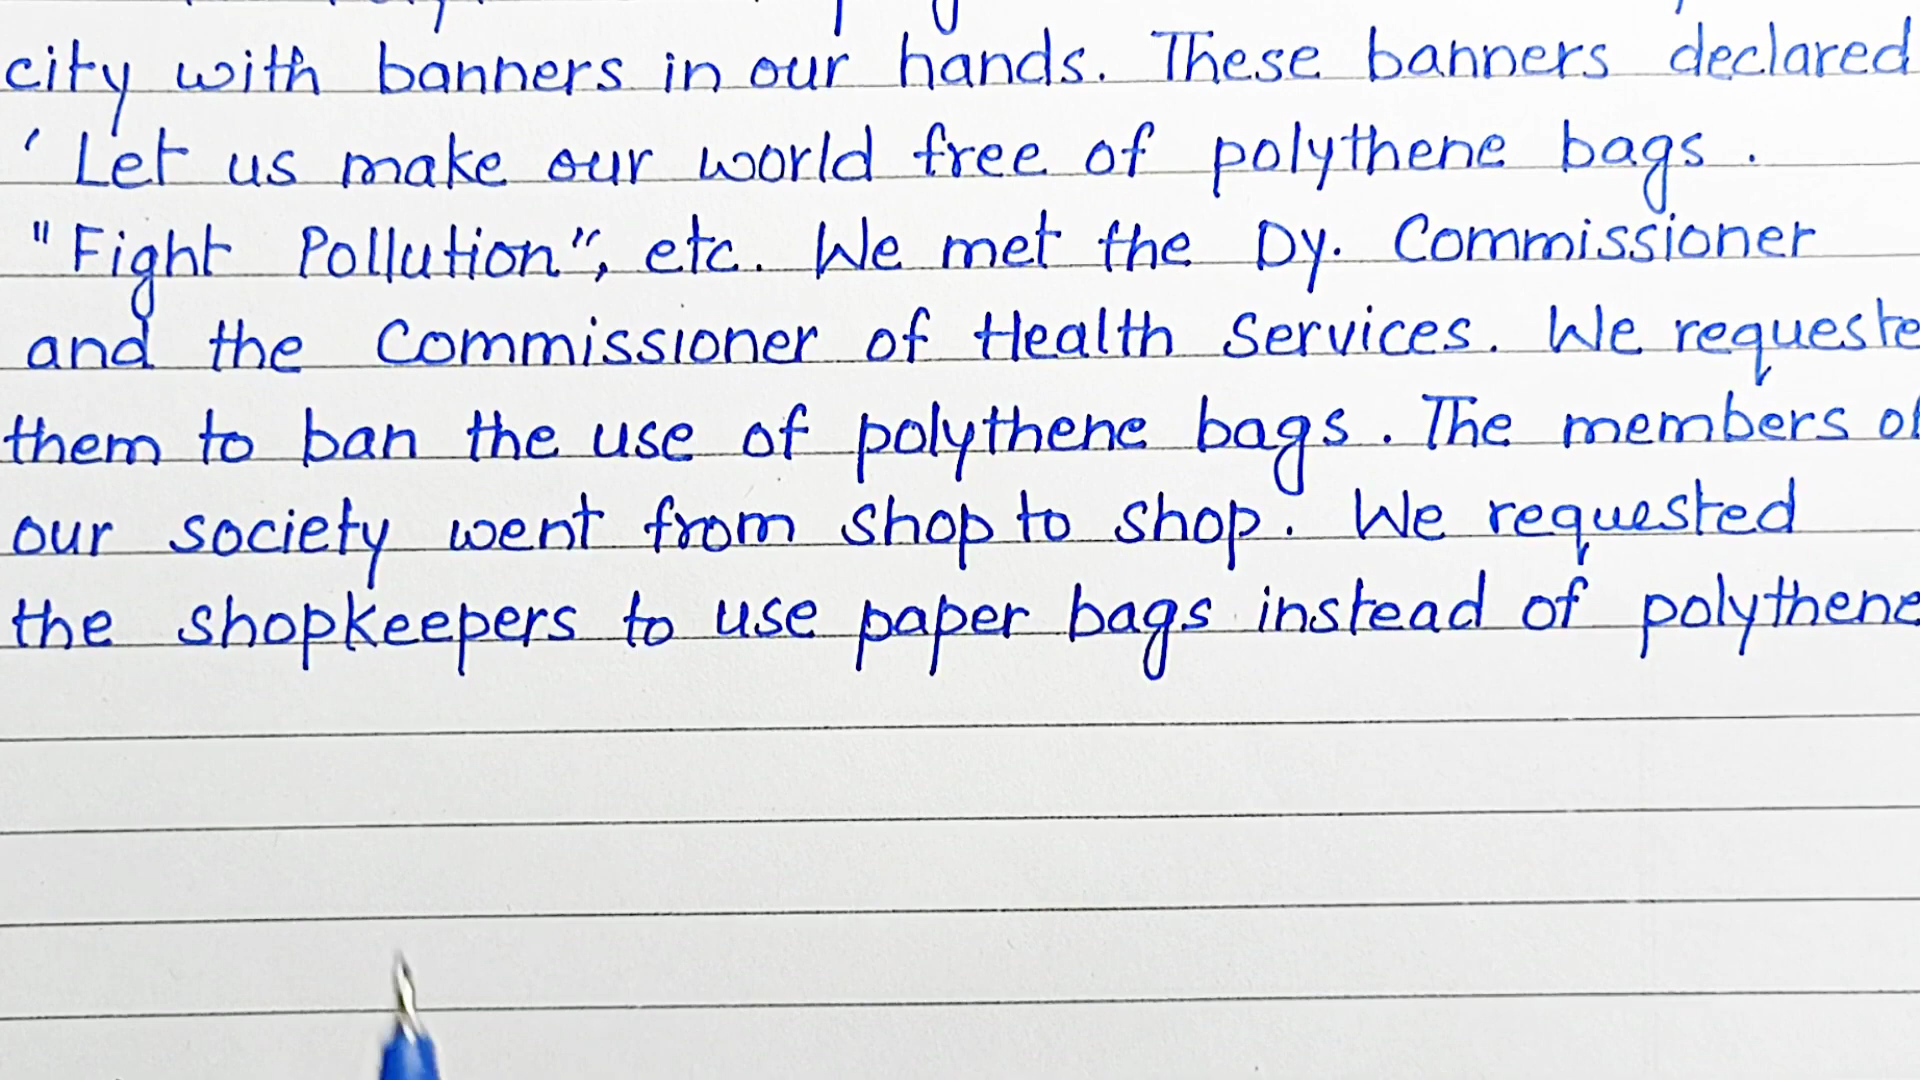 city with banners in our hands. These banners declared
' Let us make our world free of polythene bags .
" Fight Pollution", etc. We met the Dy. Commissioner
and the Commissioner of Health Services. We requeste
them to ban the use of polythene bags. The members of
our society went from shop to shop. We requested
the shopkeepers to use paper bags instead of polythene